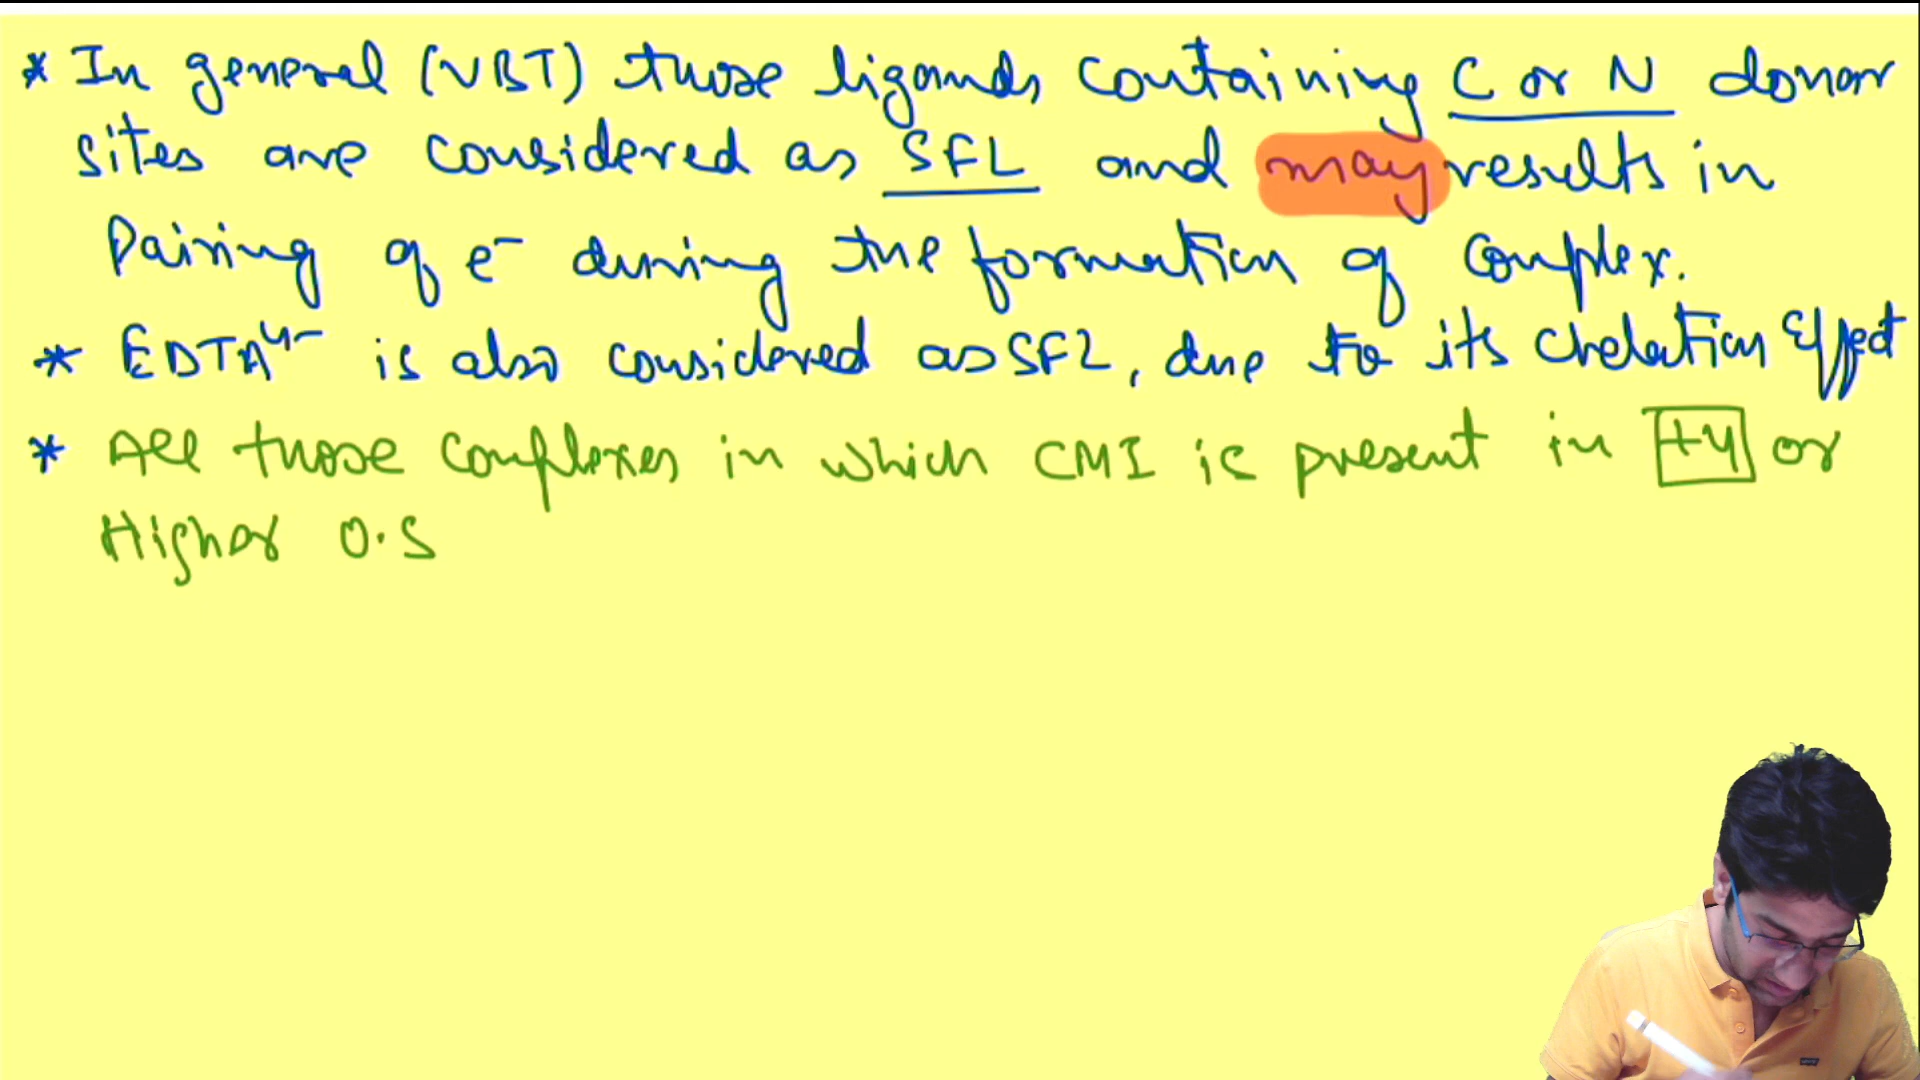 * In general (VBT) those ligands containing C or N donor
sites are considered as SFL and may results in
Pairing of e⁻ during the formation of complex.
* EDTA⁴⁻ is also considered as SFL, due to its chelation Effect
* All those complexes in which CMI is present in +4 or
Higher O.S